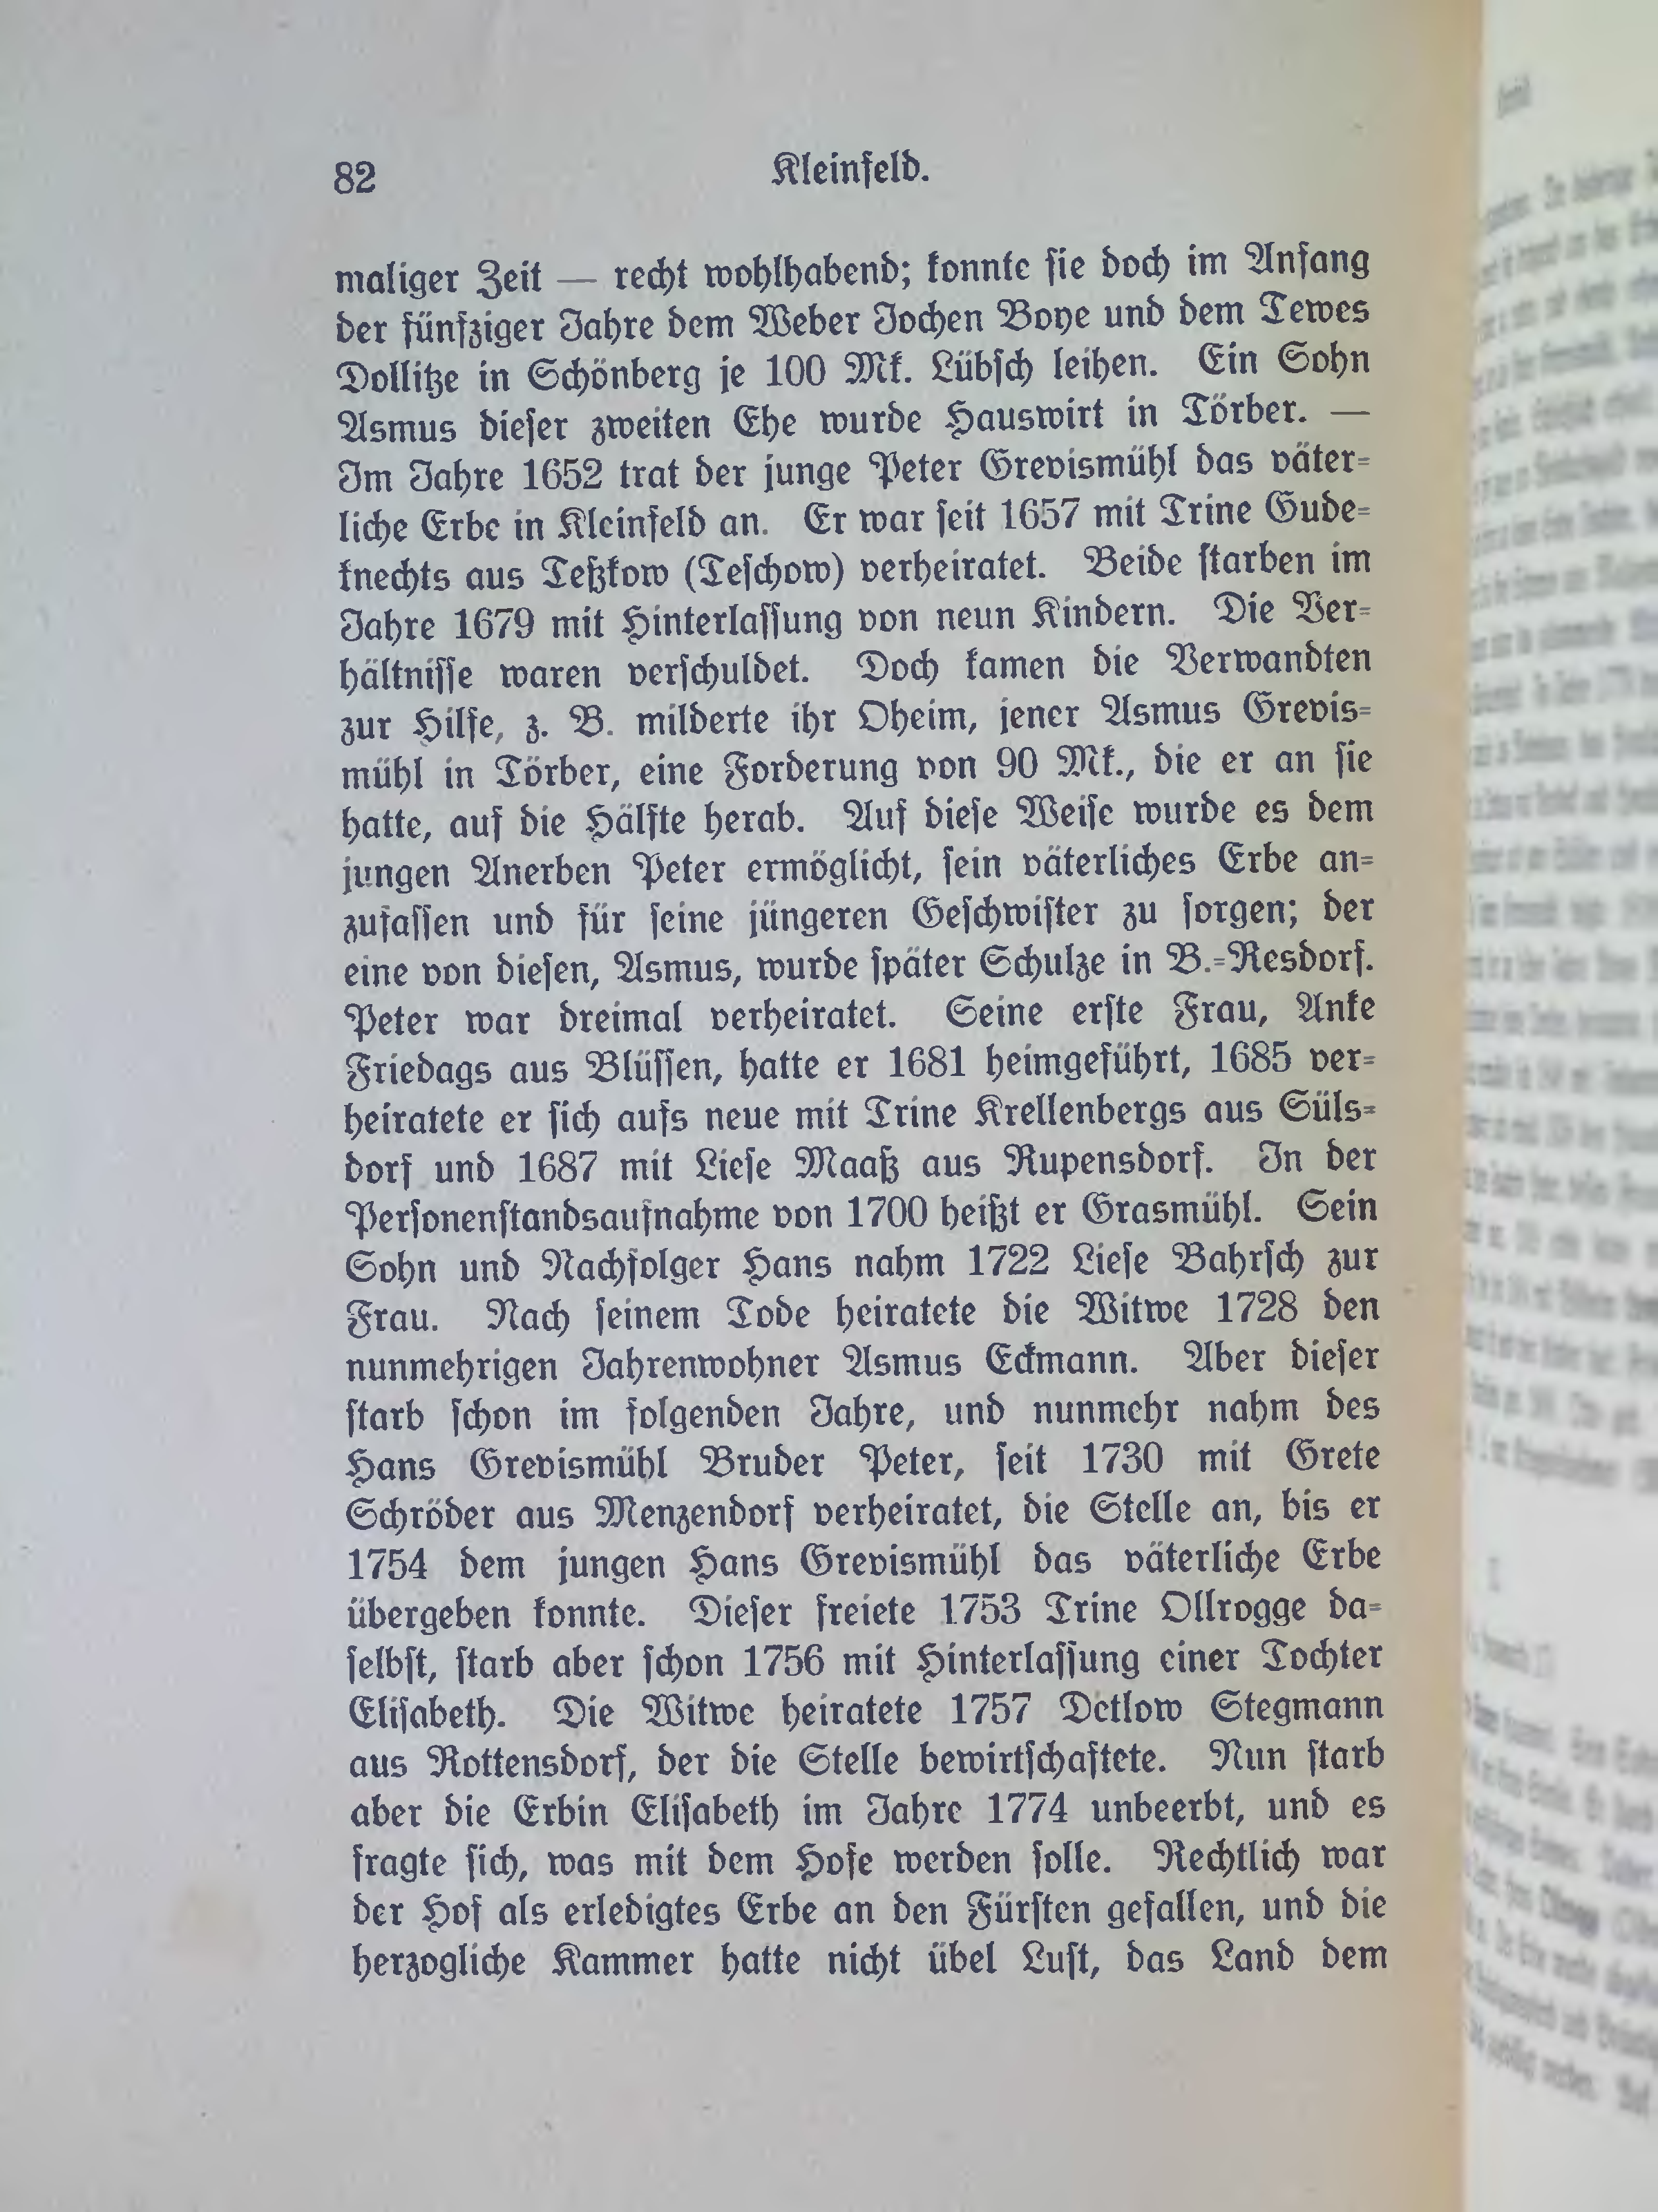 82
Kleinfeld.
maliger Zeit — recht wohlhabend; konnte sie doch im Anfang
der fünfziger Jahre dem Weber Jochen Boye und dem Tewes
Dollitze in Schönberg je 100 Mk. Lübsch leihen. Ein Sohn
Asmus dieser zweiten Ehe wurde Hauswirt in Törber. —
Im Jahre 1652 trat der junge Peter Grevismühl das väter-
liche Erbe in Kleinfeld an. Er war seit 1657 mit Trine Gude-
knechts aus Teßkow (Teschow) verheiratet. Beide starben im
Jahre 1679 mit Hinterlassung von neun Kindern. Die Ver-
hältnisse waren verschuldet. Doch kamen die Verwandten
zur Hilfe, z. B. milderte ihr Oheim, jener Asmus Grevis-
mühl in Törber, eine Forderung von 90 Mk., die er an sie
hatte, auf die Hälfte herab. Auf diese Weise wurde es dem
jungen Anerben Peter ermöglicht, sein väterliches Erbe an-
zufassen und für seine jüngeren Geschwister zu sorgen; der
eine von diesen, Asmus, wurde später Schulze in B.-Resdorf.
Peter war dreimal verheiratet. Seine erste Frau, Anke
Friedags aus Blüssen, hatte er 1681 heimgeführt, 1685 ver-
heiratete er sich aufs neue mit Trine Krellenbergs aus Süls-
dorf und 1687 mit Liese Maaß aus Rupensdorf. In der
Personenstandsaufnahme von 1700 heißt er Grasmühl. Sein
Sohn und Nachfolger Hans nahm 1722 Liese Bahrsch zur
Frau. Nach seinem Tode heiratete die Witwe 1728 den
nunmehrigen Jahrenwohner Asmus Eckmann. Aber dieser
starb schon im folgenden Jahre, und nunmehr nahm des
Hans Grevismühl Bruder Peter, seit 1730 mit Grete
Schröder aus Menzendorf verheiratet, die Stelle an, bis er
1754 dem jungen Hans Grevismühl das väterliche Erbe
übergeben konnte. Dieser freiete 1753 Trine Ollrogge da-
selbst, starb aber schon 1756 mit Hinterlassung einer Tochter
Elisabeth. Die Witwe heiratete 1757 Detlow Stegmann
aus Rottensdorf, der die Stelle bewirtschaftete. Nun starb
aber die Erbin Elisabeth im Jahre 1774 unbeerbt, und es
fragte sich, was mit dem Hofe werden solle. Rechtlich war
der Hof als erledigtes Erbe an den Fürsten gefallen, und die
herzogliche Kammer hatte nicht übel Lust, das Land dem